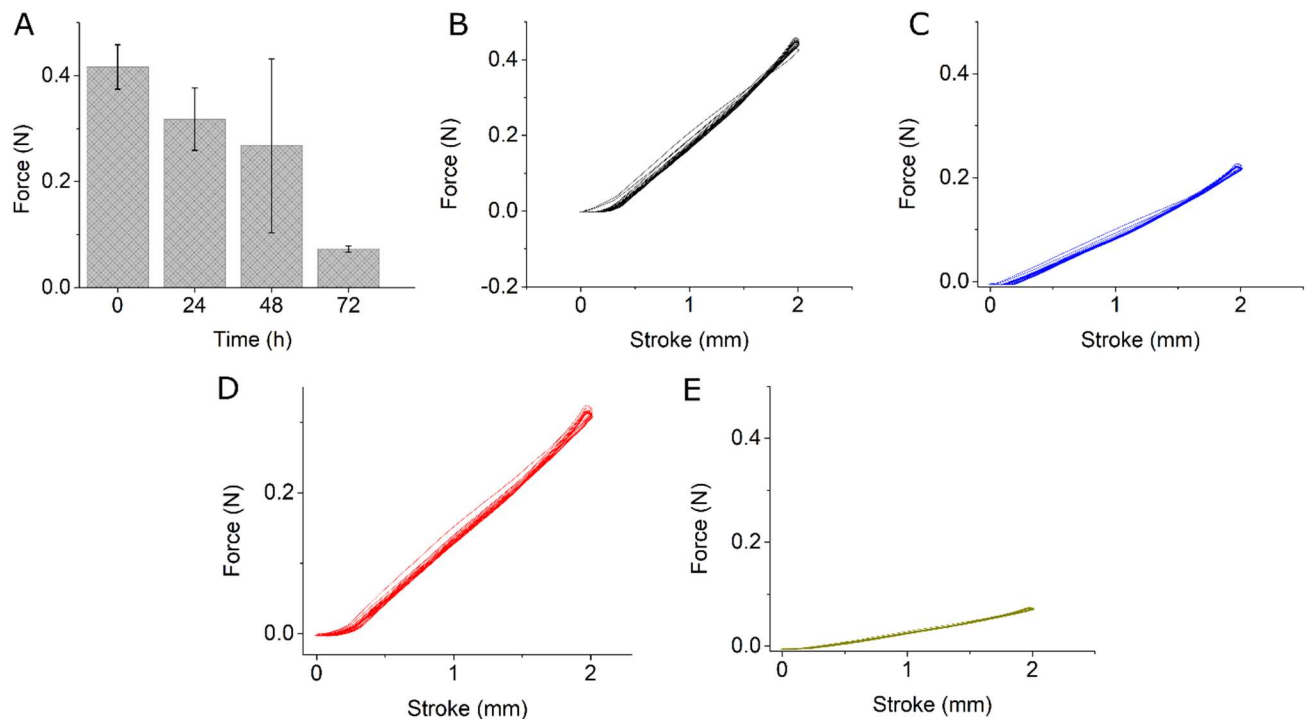 A
Force (N)
0.4
0.2
0.0
0 24 48 72
Time (h)
B
Force (N)
0.4
0.2
0.0
-0.2
0 1 2
Stroke (mm)
C
Force (N)
0.4
0.2
0.0
0 1 2
Stroke (mm)
D
Force (N)
0.2
0.0
0 1 2
Stroke (mm)
E
Force (N)
0.4
0.2
0.0
0 1 2
Stroke (mm)